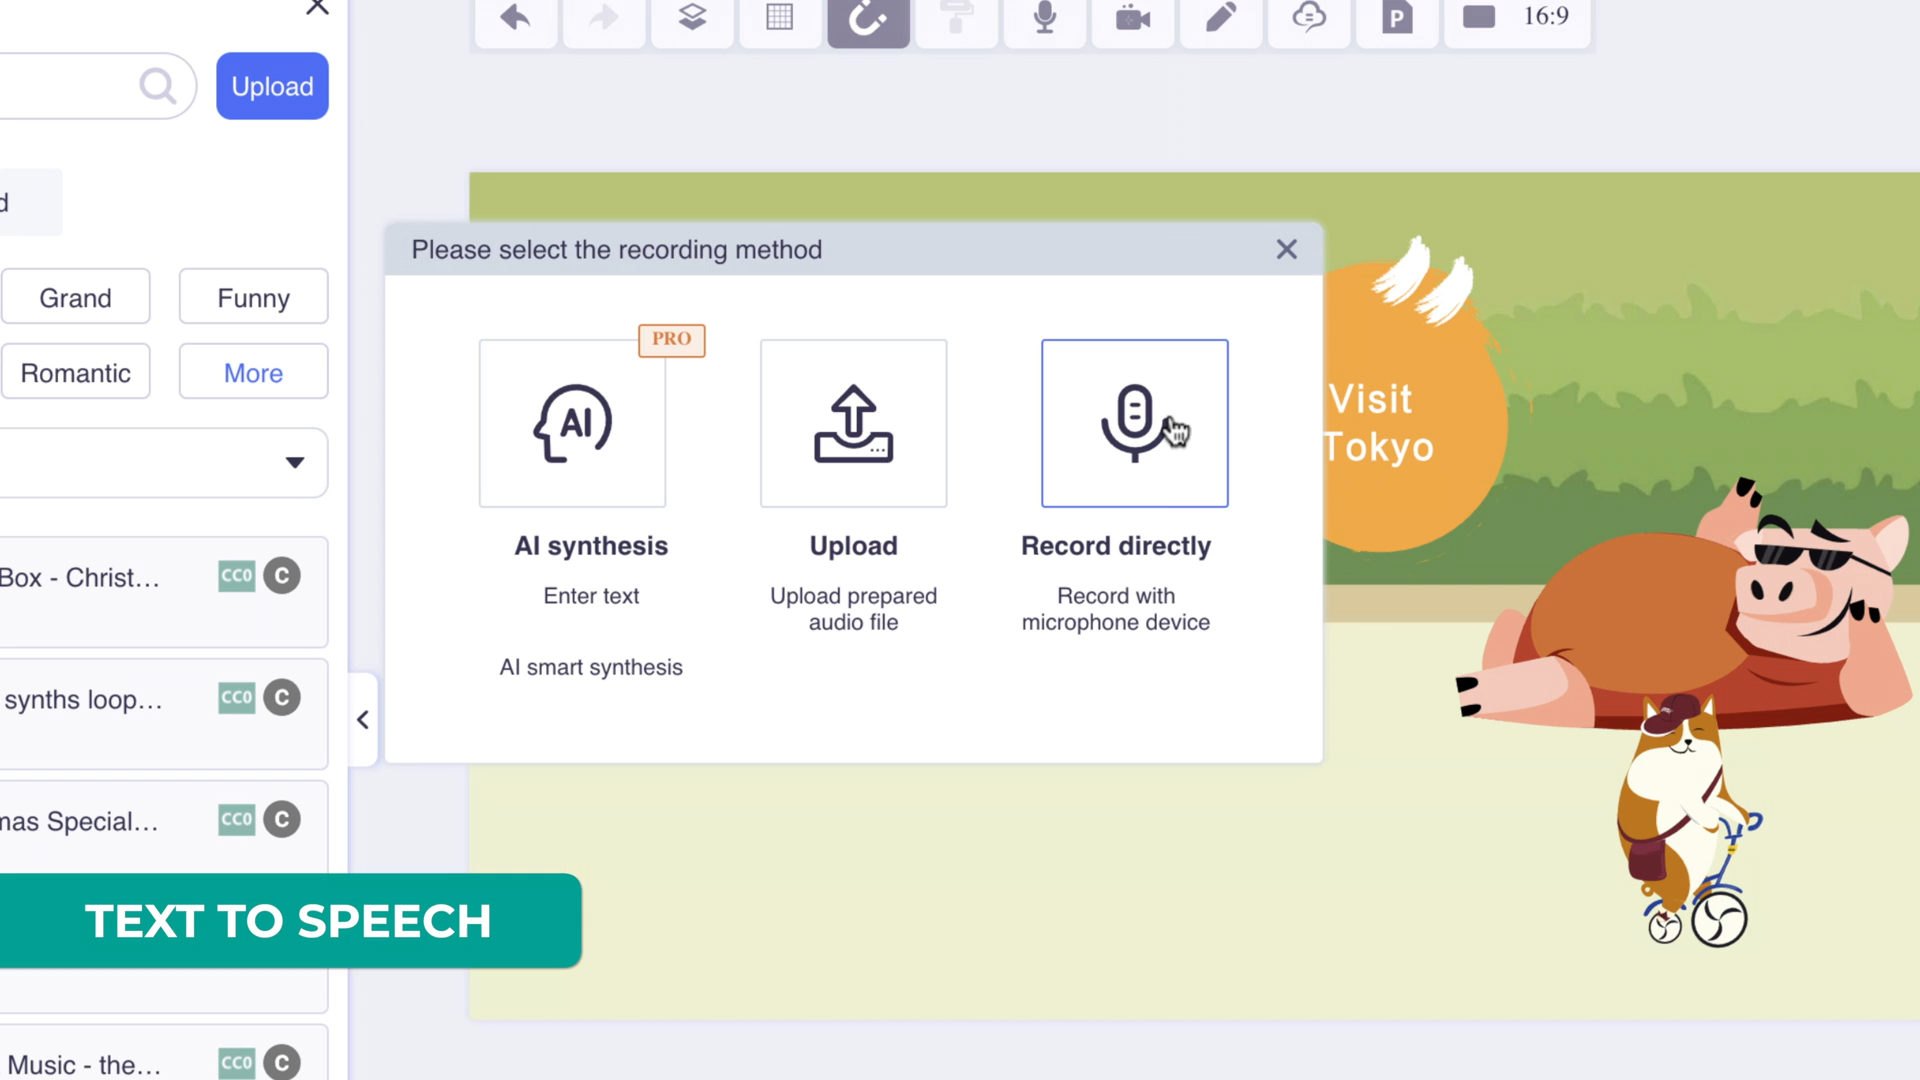 P
16:9
Upload
d
Please select the recording method
Grand
Funny
Romantic
More
PRO
AI
AI synthesis
Enter text
AI smart synthesis
Upload
Upload prepared
audio file
Record directly
Record with
microphone device
Visit
Tokyo
Box - Christ...
CC0 C
synths loop...
CC0 C
mas Special...
CC0 C
TEXT TO SPEECH
Music - the...
CC0 C